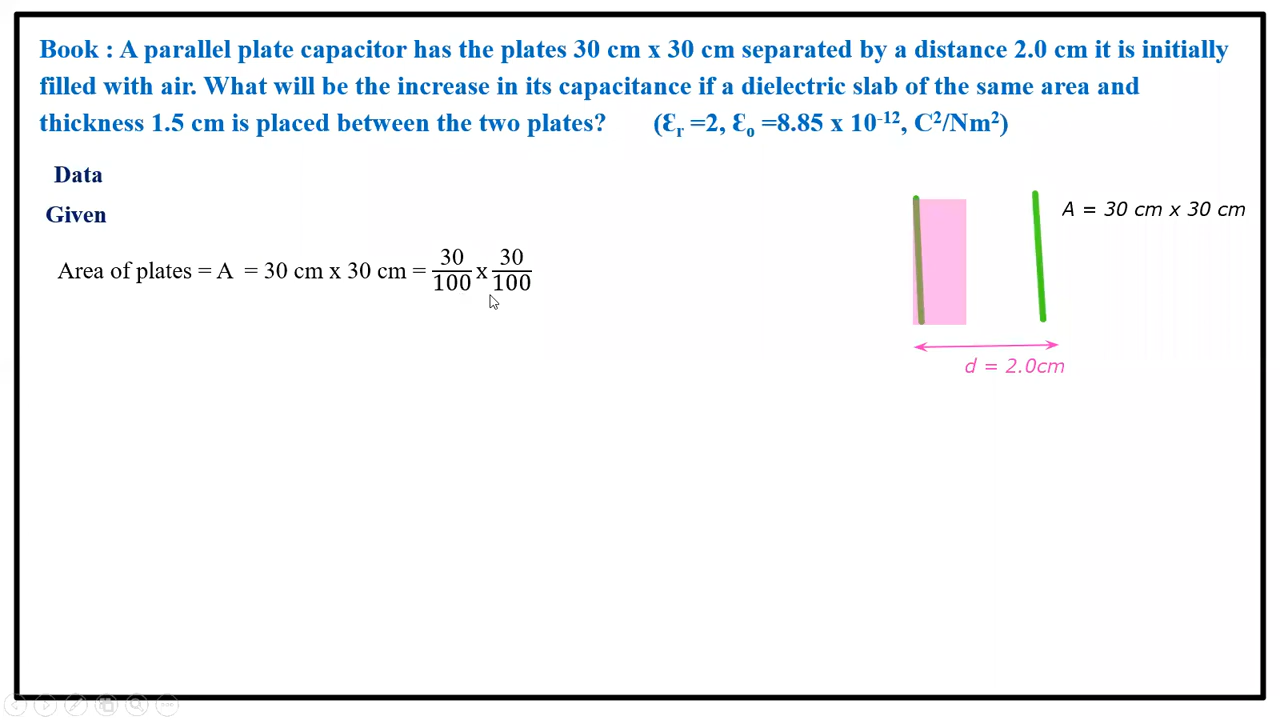 Book : A parallel plate capacitor has the plates 30 cm x 30 cm separated by a distance 2.0 cm it is initially
filled with air. What will be the increase in its capacitance if a dielectric slab of the same area and
thickness 1.5 cm is placed between the two plates? (Ɛr =2, Ɛo =8.85 x 10⁻¹², C²/Nm²)
Data
Given
A = 30 cm x 30 cm
Area of plates = A = 30 cm x 30 cm = 30/100 x 30/100
d = 2.0cm